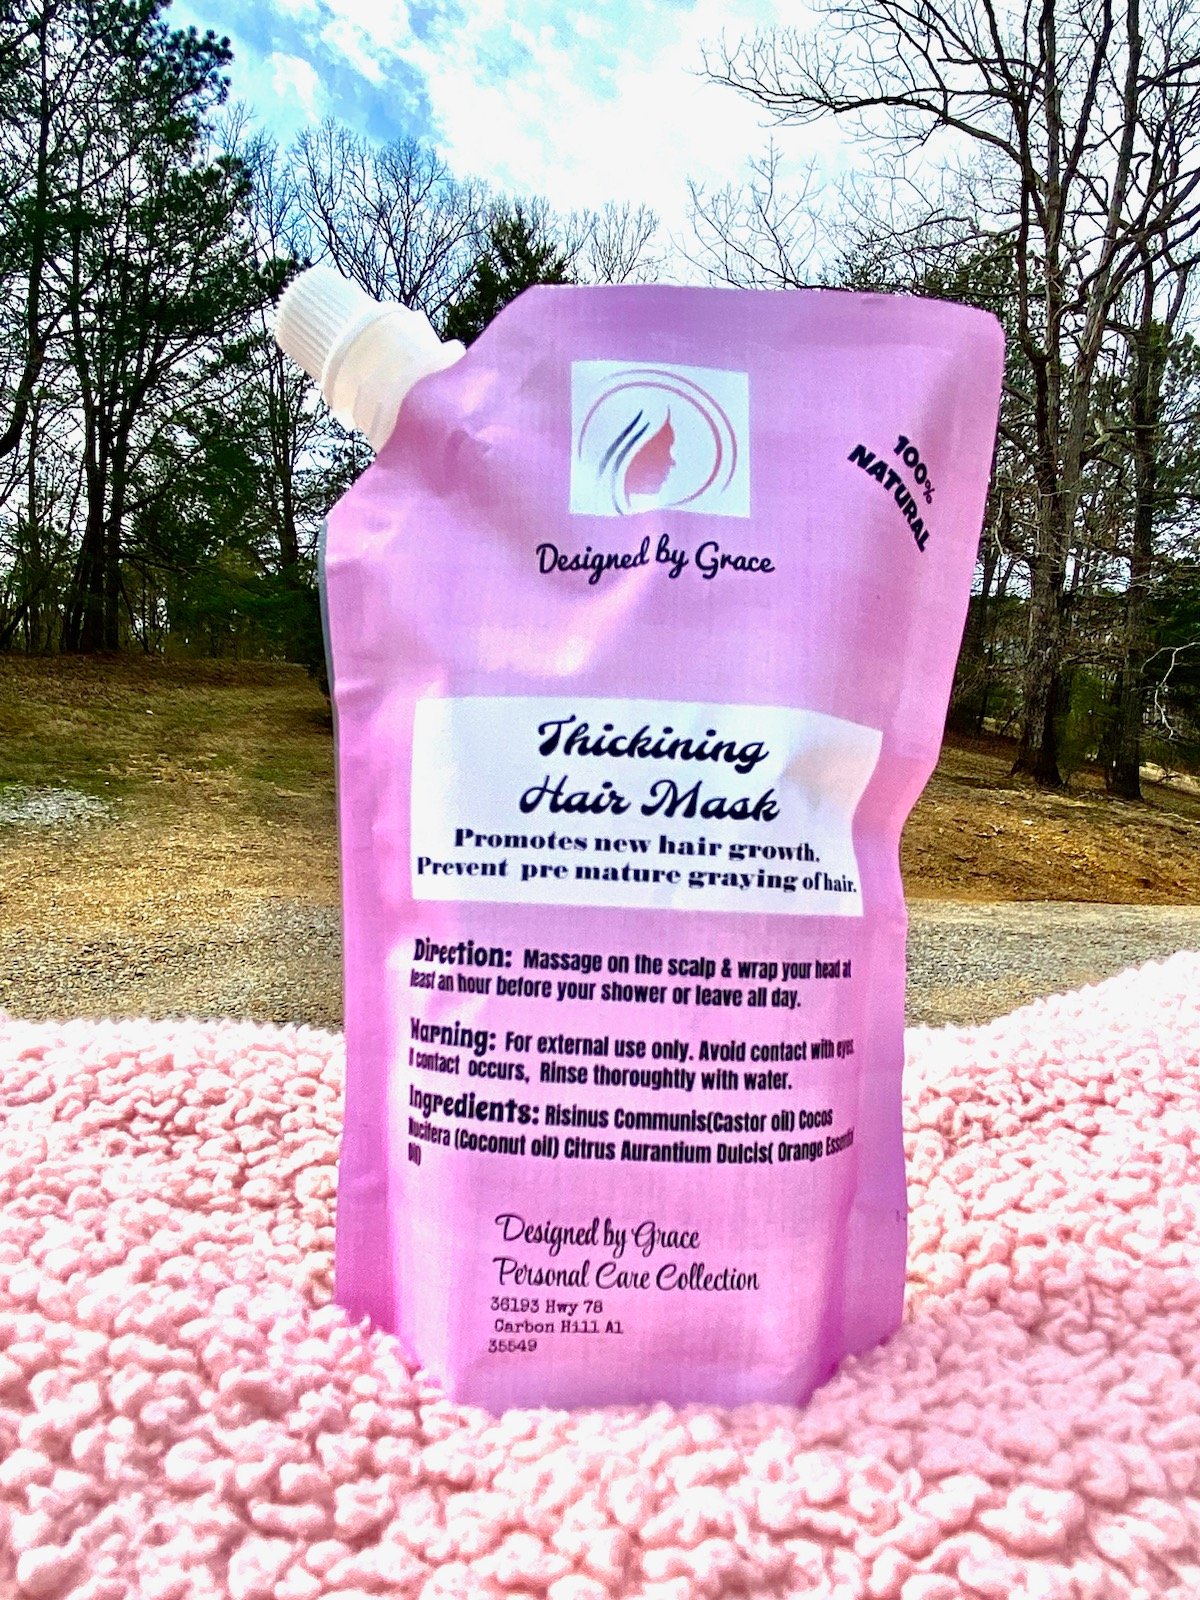 100%
NATURAL
Designed by Grace
Thickining
Hair Mask
Promotes new hair growth.
Prevent pre mature graying of hair.
Direction: Massage on the scalp & wrap your head at
least an hour before your shower or leave all day.
Warning: For external use only. Avoid contact with eyes.
I contact occurs, Rinse thoroughtly with water.
Ingredients: Risinus Communis(Castor oil) Cocos
Nucifera (Coconut oil) Citrus Aurantium Dulcis( Orange Essential
Oil)
Designed by Grace
Personal Care Collection
36193 Hwy 78
Carbon Hill Al
35549